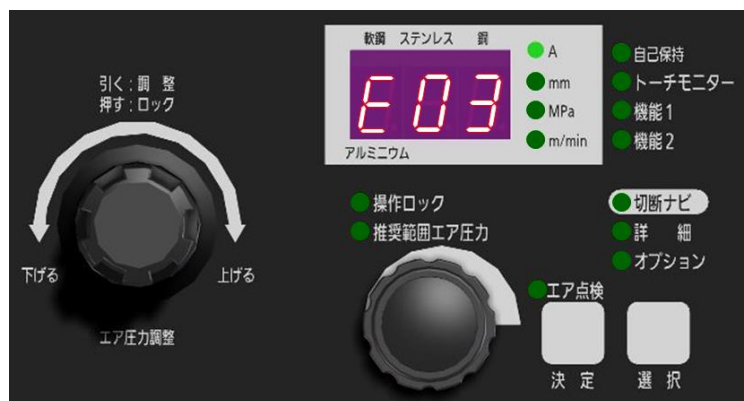 引く：調　整
押す：ロック
下げる
上げる
エア圧力調整
軟鋼　ステンレス　銅
E03
アルミニウム
A
mm
MPa
m/min
自己保持
トーチモニター
機能1
機能2
操作ロック
推奨範囲エア圧力
切断ナビ
詳　細
オプション
エア点検
決　定
選　択